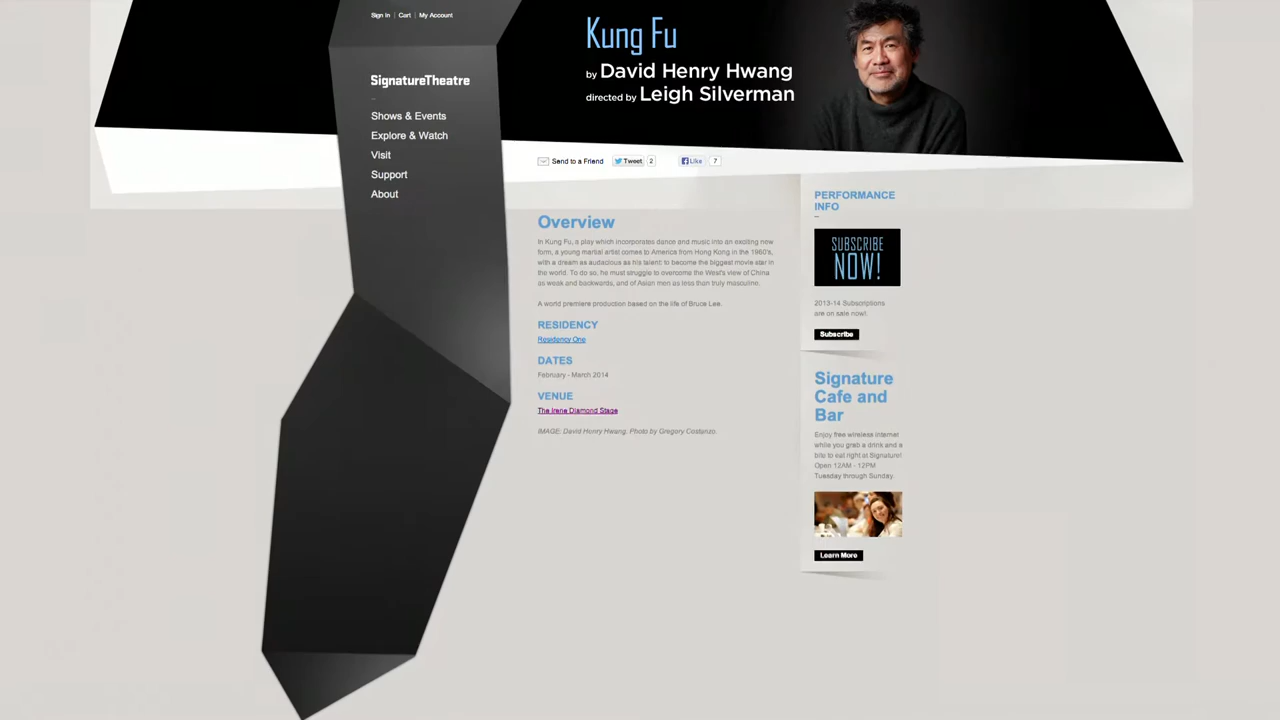 Sign In | Cart | My Account
SignatureTheatre
Shows & Events
Explore & Watch
Visit
Support
About
Kung Fu
by David Henry Hwang
directed by Leigh Silverman
Send to a Friend Tweet 2 Like 7
Overview
In Kung Fu, a play which incorporates dance and music into an exciting new
form, a young martial artist comes to America from Hong Kong in the 1960's,
with a dream as audacious as his talent: to become the biggest movie star in
the world. To do so, he must struggle to overcome the West's view of China
as weak and backwards, and of Asian men as less than truly masculine.
A world premiere production based on the life of Bruce Lee.
RESIDENCY
Residency One
DATES
February - March 2014
VENUE
The Irene Diamond Stage
IMAGE: David Henry Hwang. Photo by Gregory Costanzo.
PERFORMANCE
INFO
SUBSCRIBE
NOW!
2013-14 Subscriptions
are on sale now!.
Subscribe
Signature
Cafe and
Bar
Enjoy free wireless internet
while you grab a drink and a
bite to eat right at Signature!
Open 12AM - 12PM
Tuesday through Sunday.
Learn More